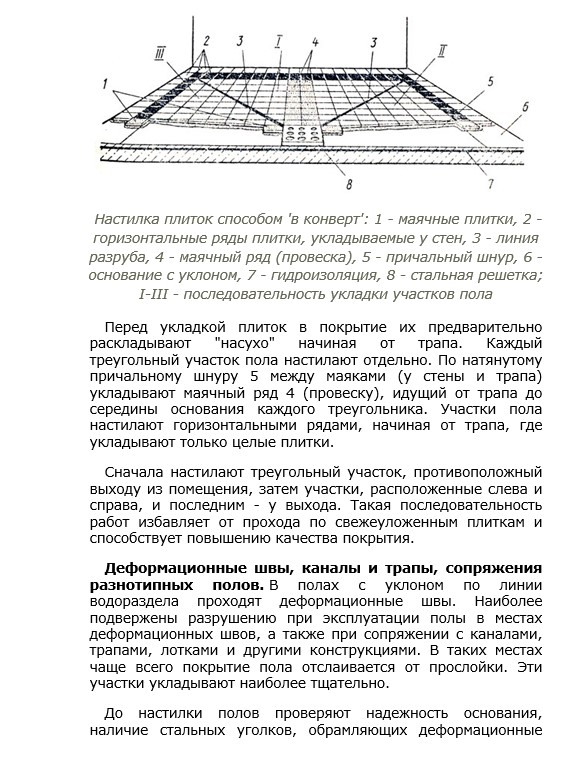 III 2 3 I 4 3 II
1 5
6
8 7
Настилка плиток способом 'в конверт': 1 - маячные плитки, 2 -
горизонтальные ряды плитки, укладываемые у стен, 3 - линия
разруба, 4 - маячный ряд (провеска), 5 - причальный шнур, 6 -
основание с уклоном, 7 - гидроизоляция, 8 - стальная решетка;
I-III - последовательность укладки участков пола
Перед укладкой плиток в покрытие их предварительно
раскладывают "насухо" начиная от трапа. Каждый
треугольный участок пола настилают отдельно. По натянутому
причальному шнуру 5 между маяками (у стены и трапа)
укладывают маячный ряд 4 (провеску), идущий от трапа до
середины основания каждого треугольника. Участки пола
настилают горизонтальными рядами, начиная от трапа, где
укладывают только целые плитки.
Сначала настилают треугольный участок, противоположный
выходу из помещения, затем участки, расположенные слева и
справа, и последним - у выхода. Такая последовательность
работ избавляет от прохода по свежеуложенным плиткам и
способствует повышению качества покрытия.
Деформационные швы, каналы и трапы, сопряжения
разнотипных полов. В полах с уклоном по линии
водораздела проходят деформационные швы. Наиболее
подвержены разрушению при эксплуатации полы в местах
деформационных швов, а также при сопряжении с каналами,
трапами, лотками и другими конструкциями. В таких местах
чаще всего покрытие пола отслаивается от прослойки. Эти
участки укладывают наиболее тщательно.
До настилки полов проверяют надежность основания,
наличие стальных уголков, обрамляющих деформационные